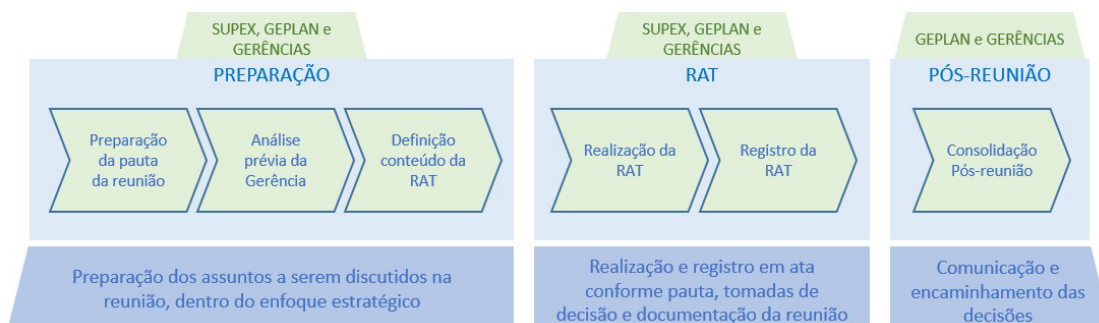 SUPEX, GEPLAN e
GERÊNCIAS
PREPARAÇÃO
Preparação
da pauta
da reunião
Análise
prévia da
Gerência
Definição
conteúdo da
RAT
Preparação dos assuntos a serem discutidos na
reunião, dentro do enfoque estratégico
SUPEX, GEPLAN e
GERÊNCIAS
RAT
Realização da
RAT
Registro da
RAT
Realização e registro em ata
conforme pauta, tomadas de
decisão e documentação da reunião
GEPLAN e GERÊNCIAS
PÓS-REUNIÃO
Consolidação
Pós-reunião
Comunicação e
encaminhamento das
decisões